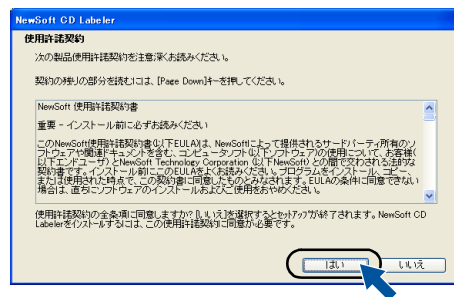 NewSoft CD Labeler
使用許諾契約
次の製品使用許諾契約を注意深くお読みください。
契約の残りの部分を読むには、[Page Down]キーを押してください。
NewSoft 使用許諾契約書
重要 - インストール前に必ずお読みください
このNewSoft使用許諾契約書(以下EULA)は、NewSoftによって提供されるサードパーティ所有のソ
フトウェアや関連ドキュメントを含む、コンピュータソフト(以下ソフトウェア)の使用について、お客様(
以下エンドユーザ)とNewSoft Technology Corporation (以下NewSoft)との間で交わされる法的な
契約書です。インストール前にこのEULAをよくお読みください。プログラムをインストール、コピー、
または使用された時点で、この契約書に同意したものとみなされます。EULAの条件に同意できない
場合は、直ちにソフトウェアのインストールおよびご使用をおやめください。
使用許諾契約の全条項に同意しますか? [いいえ]を選択するとセットアップが終了されます。NewSoft CD
Labelerをインストールするには、この使用許諾契約に同意が必要です。
はい
いいえ